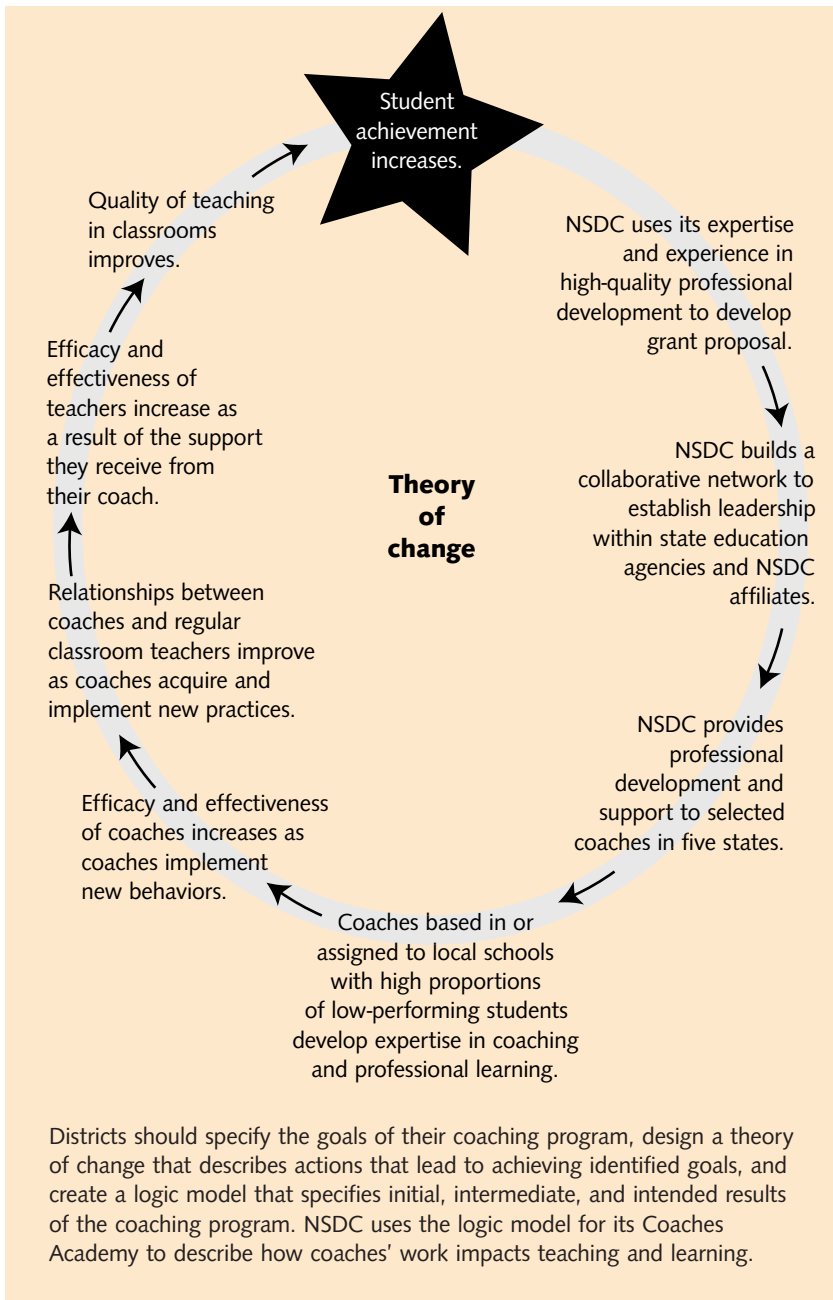 Student
achievement
increases.
NSDC uses its expertise
and experience in
high-quality professional
development to develop
grant proposal.
NSDC builds a
collaborative network to
establish leadership
within state education
agencies and NSDC
affiliates.
NSDC provides
professional
development and
support to selected
coaches in five states.
Coaches based in or
assigned to local schools
with high proportions
of low-performing students
develop expertise in coaching
and professional learning.
Efficacy and effectiveness
of coaches increases as
coaches implement
new behaviors.
Relationships between
coaches and regular
classroom teachers improve
as coaches acquire and
implement new practices.
Efficacy and
effectiveness of
teachers increase as
a result of the support
they receive from
their coach.
Quality of teaching
in classrooms
improves.
Theory
of
change
Districts should specify the goals of their coaching program, design a theory
of change that describes actions that lead to achieving identified goals, and
create a logic model that specifies initial, intermediate, and intended results
of the coaching program. NSDC uses the logic model for its Coaches
Academy to describe how coaches’ work impacts teaching and learning.